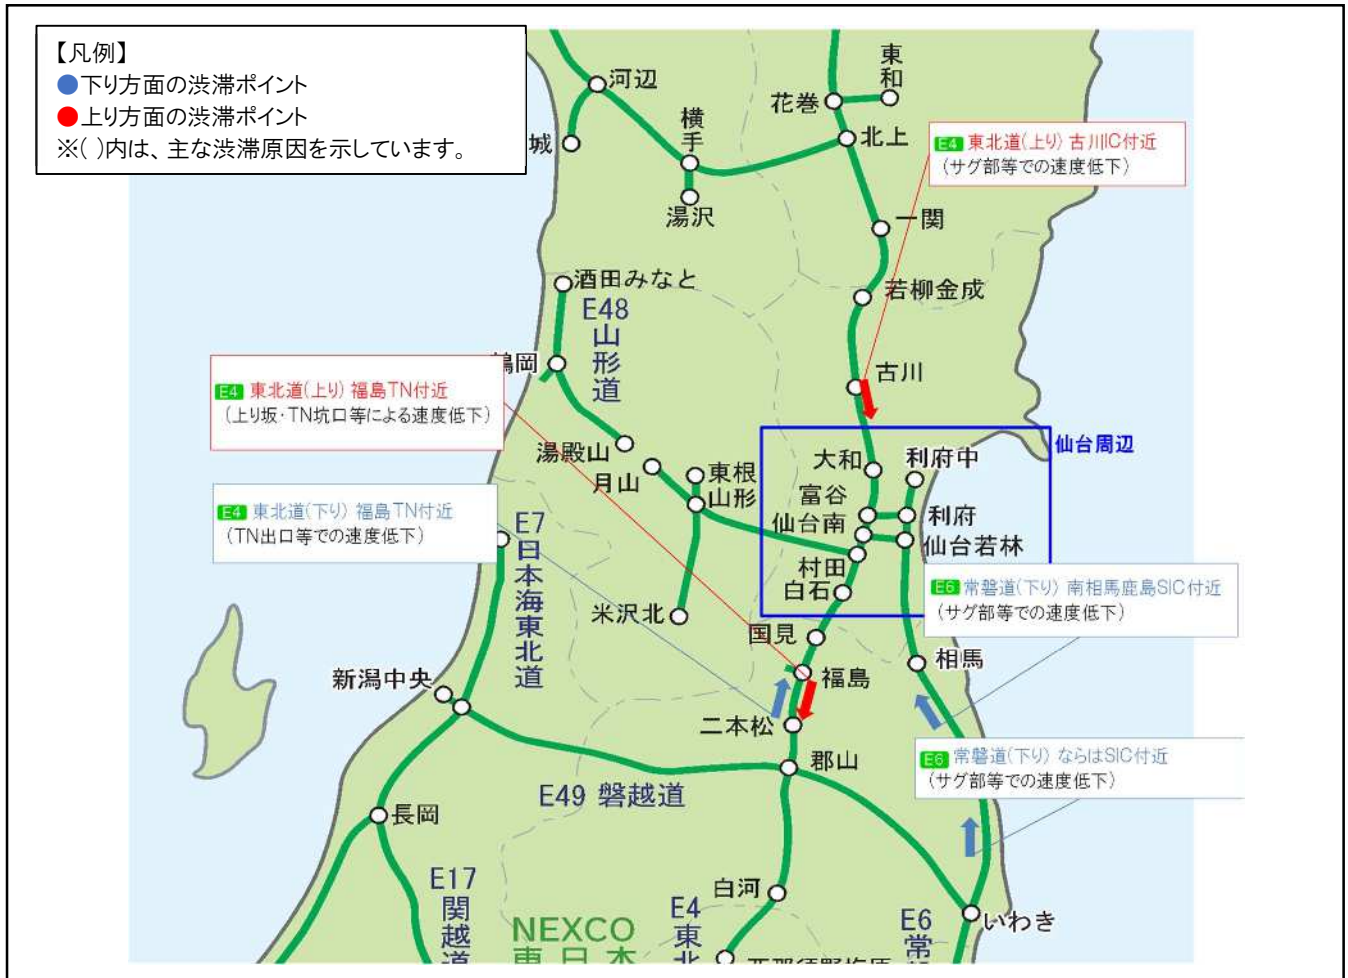 【凡例】
●下り方面の渋滞ポイント
●上り方面の渋滞ポイント
※( )内は、主な渋滞原因を示しています。
河辺
東和
花巻
横手
北上
城
湯沢
E4 東北道(上り) 古川IC付近
(サグ部等での速度低下)
一関
酒田みなと
若柳金成
E48 山形道
鶴岡
古川
E4 東北道(上り) 福島TN付近
(上り坂・TN坑口等による速度低下)
仙台周辺
湯殿山
月山
東根
山形
大和
利府中
富谷
利府
仙台南
仙台若林
E4 東北道(下り) 福島TN付近
(TN出口等での速度低下)
E7 日本海東北道
村田
白石
E6 常磐道(下り) 南相馬鹿島SIC付近
(サグ部等での速度低下)
米沢北
国見
相馬
福島
新潟中央
二本松
郡山
E6 常磐道(下り) ならはSIC付近
(サグ部等での速度低下)
E49 磐越道
長岡
E17 関越道
白河
E4 東北
E6 常
いわき
NEXCO
東日本